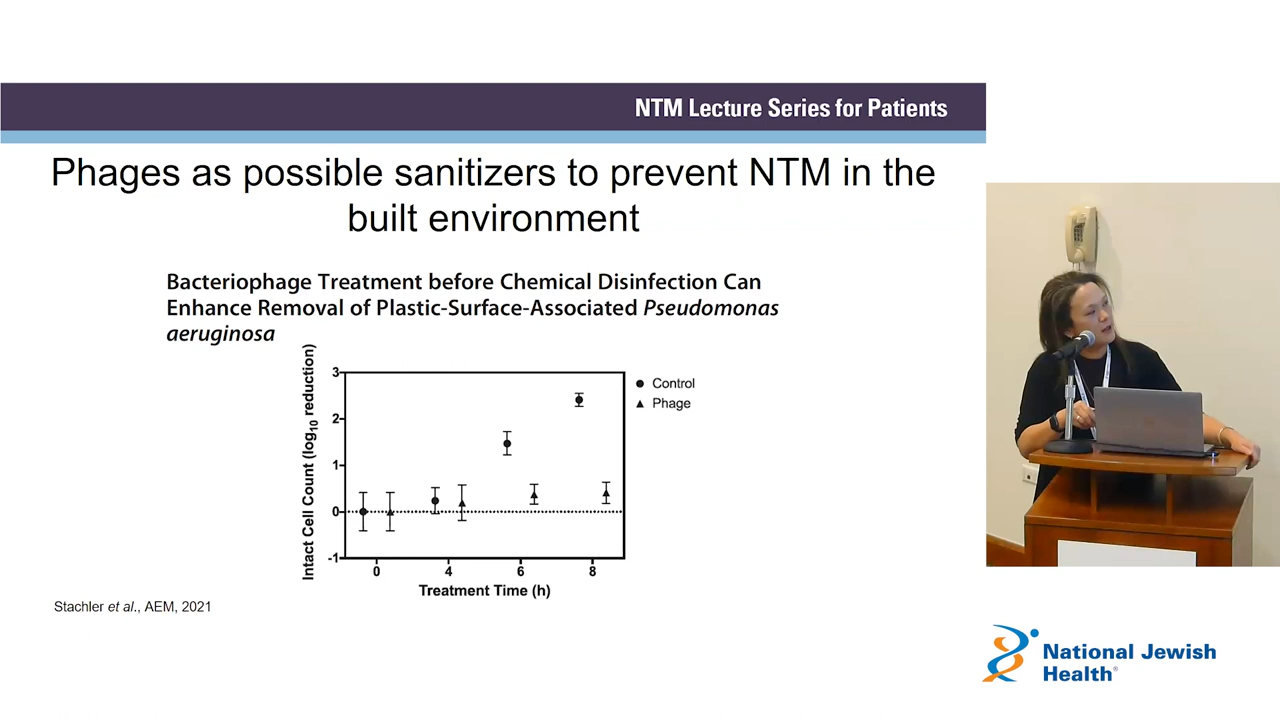 NTM Lecture Series for Patients
Phages as possible sanitizers to prevent NTM in the
built environment
Bacteriophage Treatment before Chemical Disinfection Can
Enhance Removal of Plastic-Surface-Associated Pseudomonas
aeruginosa
Intact Cell Count (log10 reduction)
3
2
1
0
-1
0 4 6 8
Treatment Time (h)
Control
Phage
Stachler et al., AEM, 2021
National Jewish
Health®